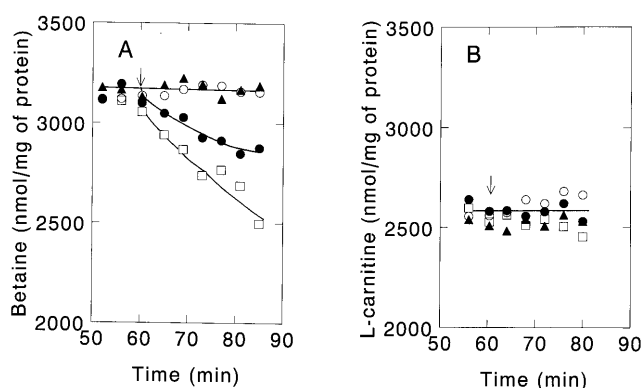 A
Betaine (nmol/mg of protein)
3500
3000
2500
2000
50 60 70 80 90
Time (min)
B
L-carnitine (nmol/mg of protein)
3500
3000
2500
2000
50 60 70 80 90
Time (min)